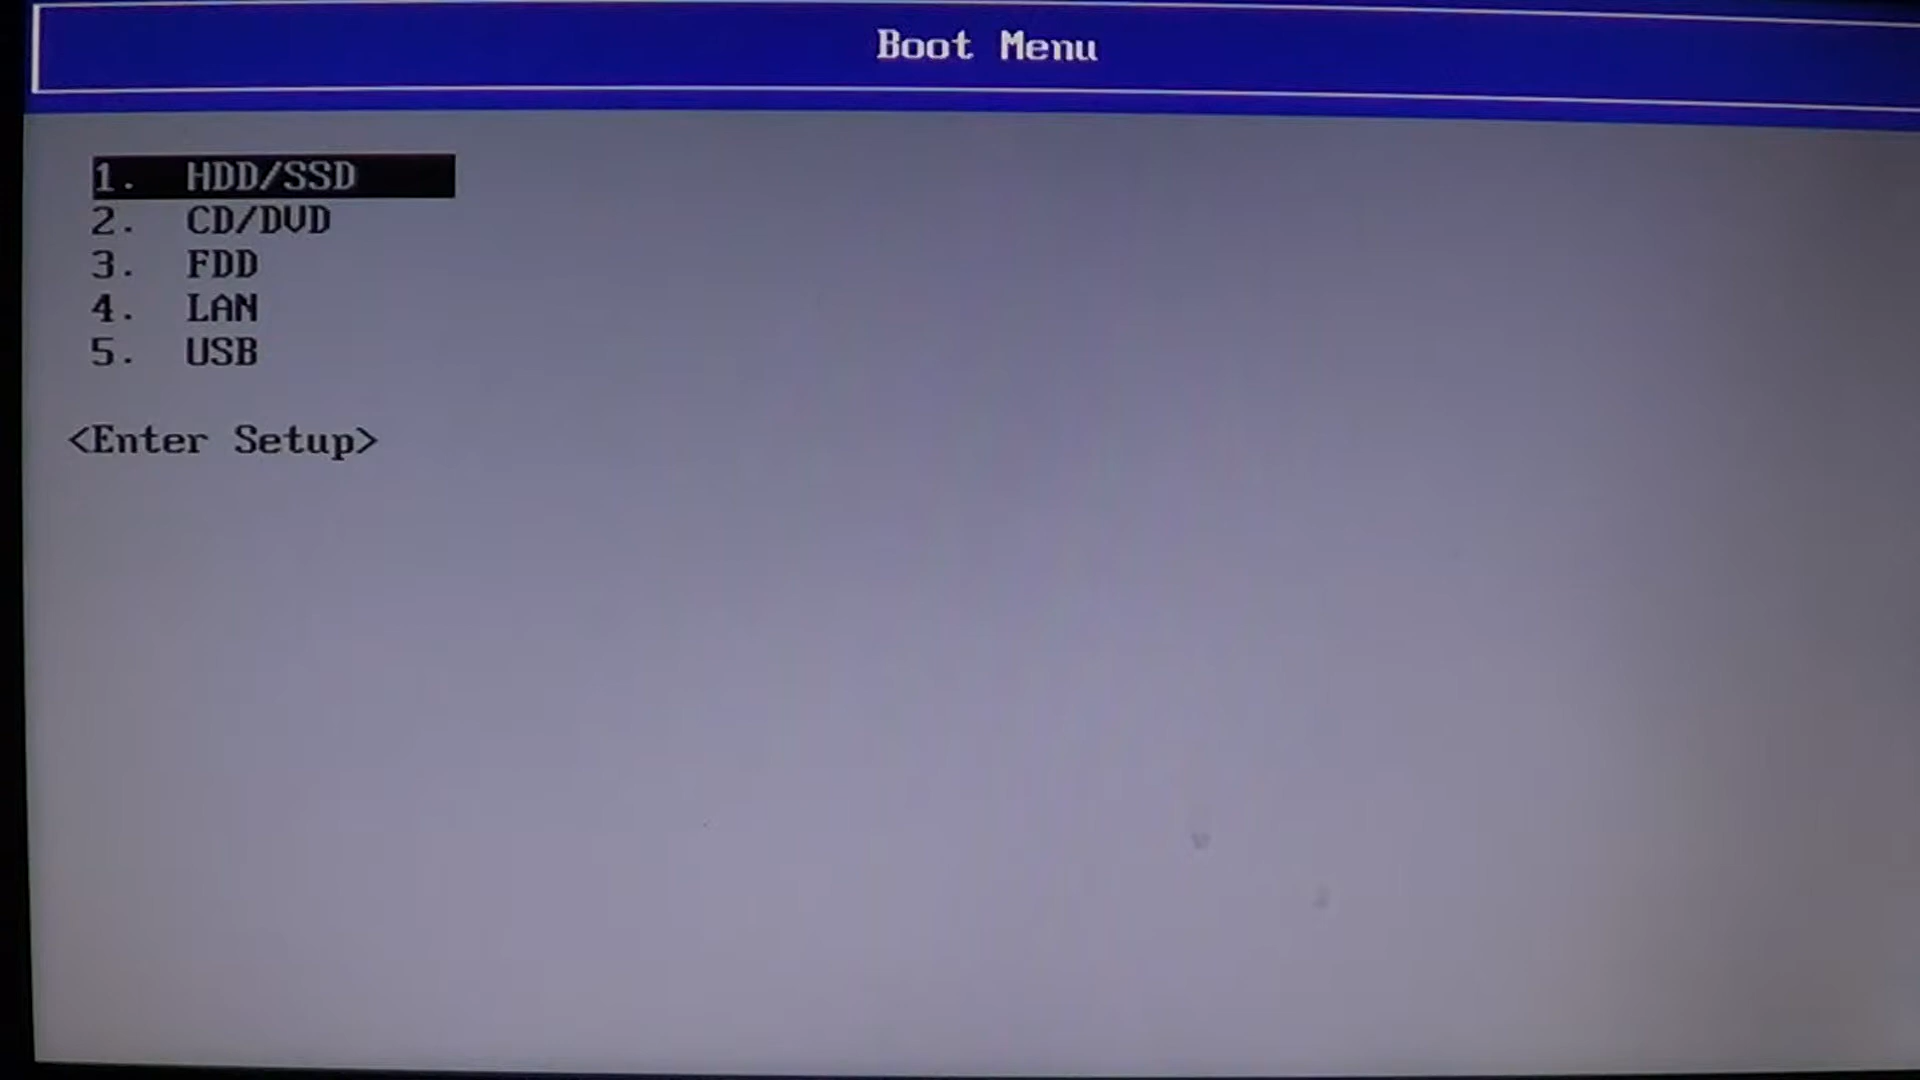 Boot Menu
1. HDD/SSD
2. CD/DVD
3. FDD
4. LAN
5. USB
<Enter Setup>